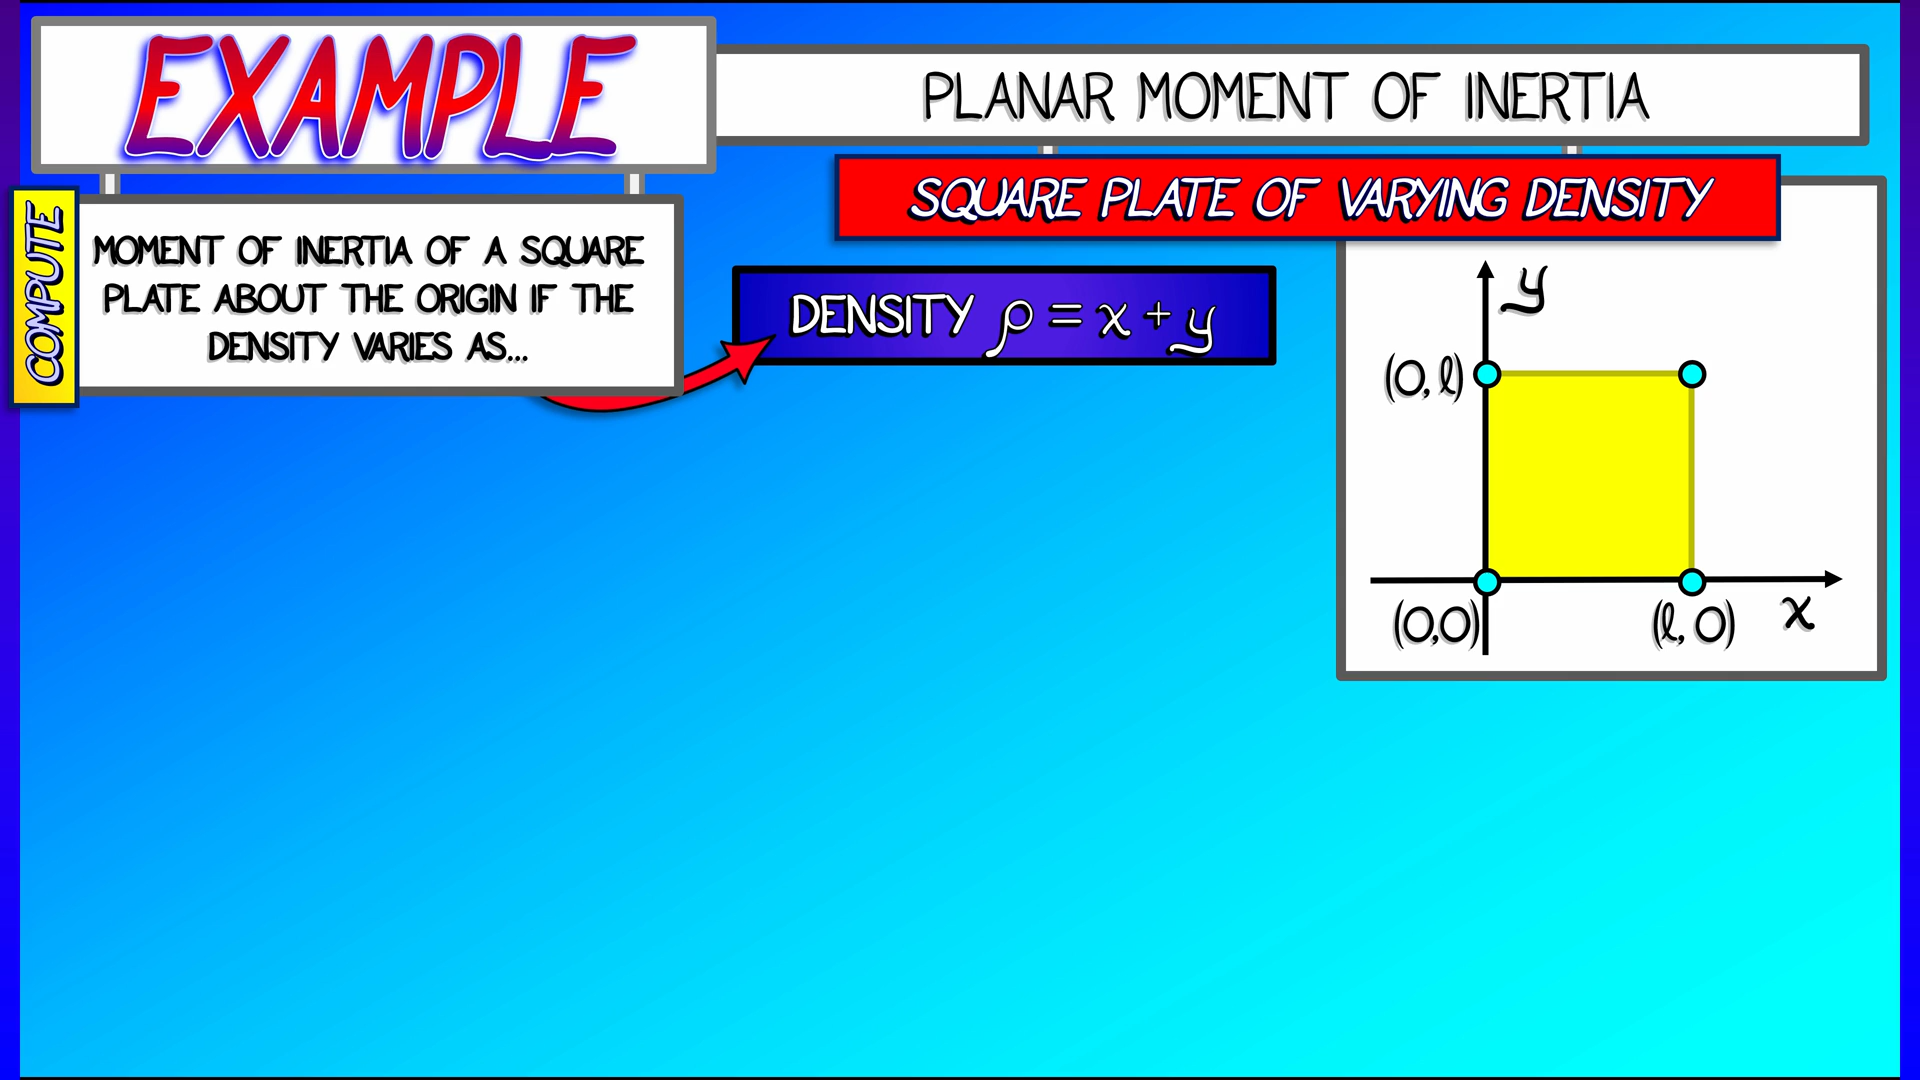 EXAMPLE
PLANAR MOMENT OF INERTIA
SQUARE PLATE OF VARYING DENSITY
COMPUTE
MOMENT OF INERTIA OF A SQUARE
PLATE ABOUT THE ORIGIN IF THE
DENSITY VARIES AS...
DENSITY ρ = x + y
y
(0, ℓ)
(0,0)
(ℓ, 0)
x